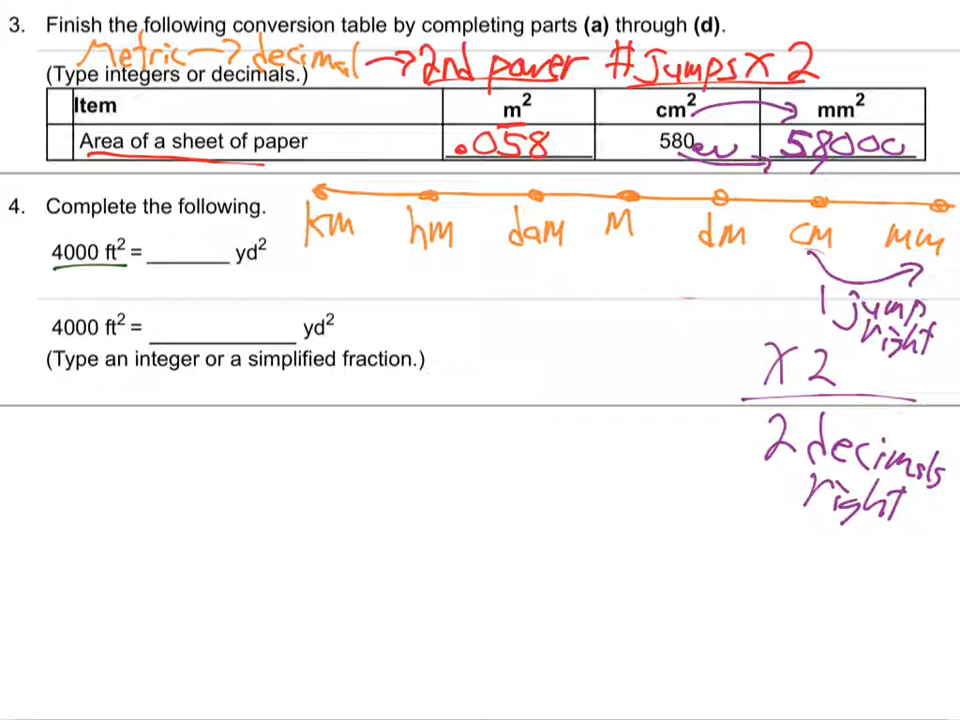 3. Finish the following conversion table by completing parts (a) through (d).
Metric → decimal → 2nd power # Jumps x 2
(Type integers or decimals.)
Item m² cm² mm²
Area of a sheet of paper .058 580 58000
4. Complete the following.
km hm dam M dm cm mm
4000 ft² = ______ yd²
1 jump right
4000 ft² = ______ yd²
(Type an integer or a simplified fraction.)
x 2
2 decimals
right